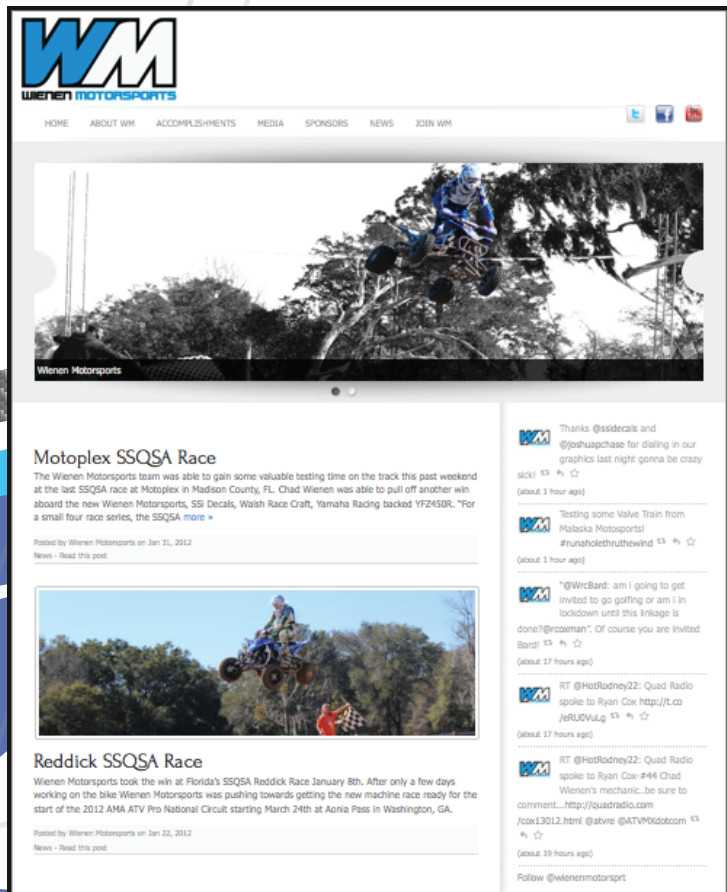 WM
WIENEN MOTORSPORTS
HOME ABOUT WM ACCOMPLISHMENTS MEDIA SPONSORS NEWS JOIN WM
Wienen Motorsports
Motoplex SSQSA Race
The Wienen Motorsports team was able to gain some valuable testing time on the track this past weekend
at the last SSQSA race at Motoplex in Madison County, FL. Chad Wienen was able to pull off another win
aboard the new Wienen Motorsports, SSi Decals, Walsh Race Craft, Yamaha Racing backed YFZ450R. "For
a small four race series, the SSQSA more »
Posted by Wienen Motorsports on Jan 31, 2012
News - Read this post
Reddick SSQSA Race
Wienen Motorsports took the win at Florida's SSQSA Reddick Race January 8th. After only a few days
working on the bike Wienen Motorsports was pushing towards getting the new machine race ready for the
start of the 2012 AMA ATV Pro National Circuit starting March 24th at Aonia Pass in Washington, GA.
Posted by Wienen Motorsports on Jan 22, 2012
News - Read this post
WM
Thanks @ssidecals and
@joshuapchase for dialing in our
graphics last night gonna be crazy
sick!
(about 1 hour ago)
WM
Testing some Valve Train from
Malaska Motosports!
#runaholethruthewind
(about 1 hour ago)
WM
"@WrcBard: am i going to get
invited to go golfing or am i in
lockdown until this linkage is
done?@rcoxman". Of course you are invited
Bard!
(about 17 hours ago)
WM
RT @HotRodney22: Quad Radio
spoke to Ryan Cox http://t.co
/eRU0VuLg
(about 17 hours ago)
WM
RT @HotRodney22: Quad Radio
spoke to Ryan Cox-#44 Chad
Wienen's mechanic..be sure to
comment...http://quadradio.com
/cox13012.html @atvre @ATVMXdotcom
(about 19 hours ago)
Follow @wienenmotorsprt